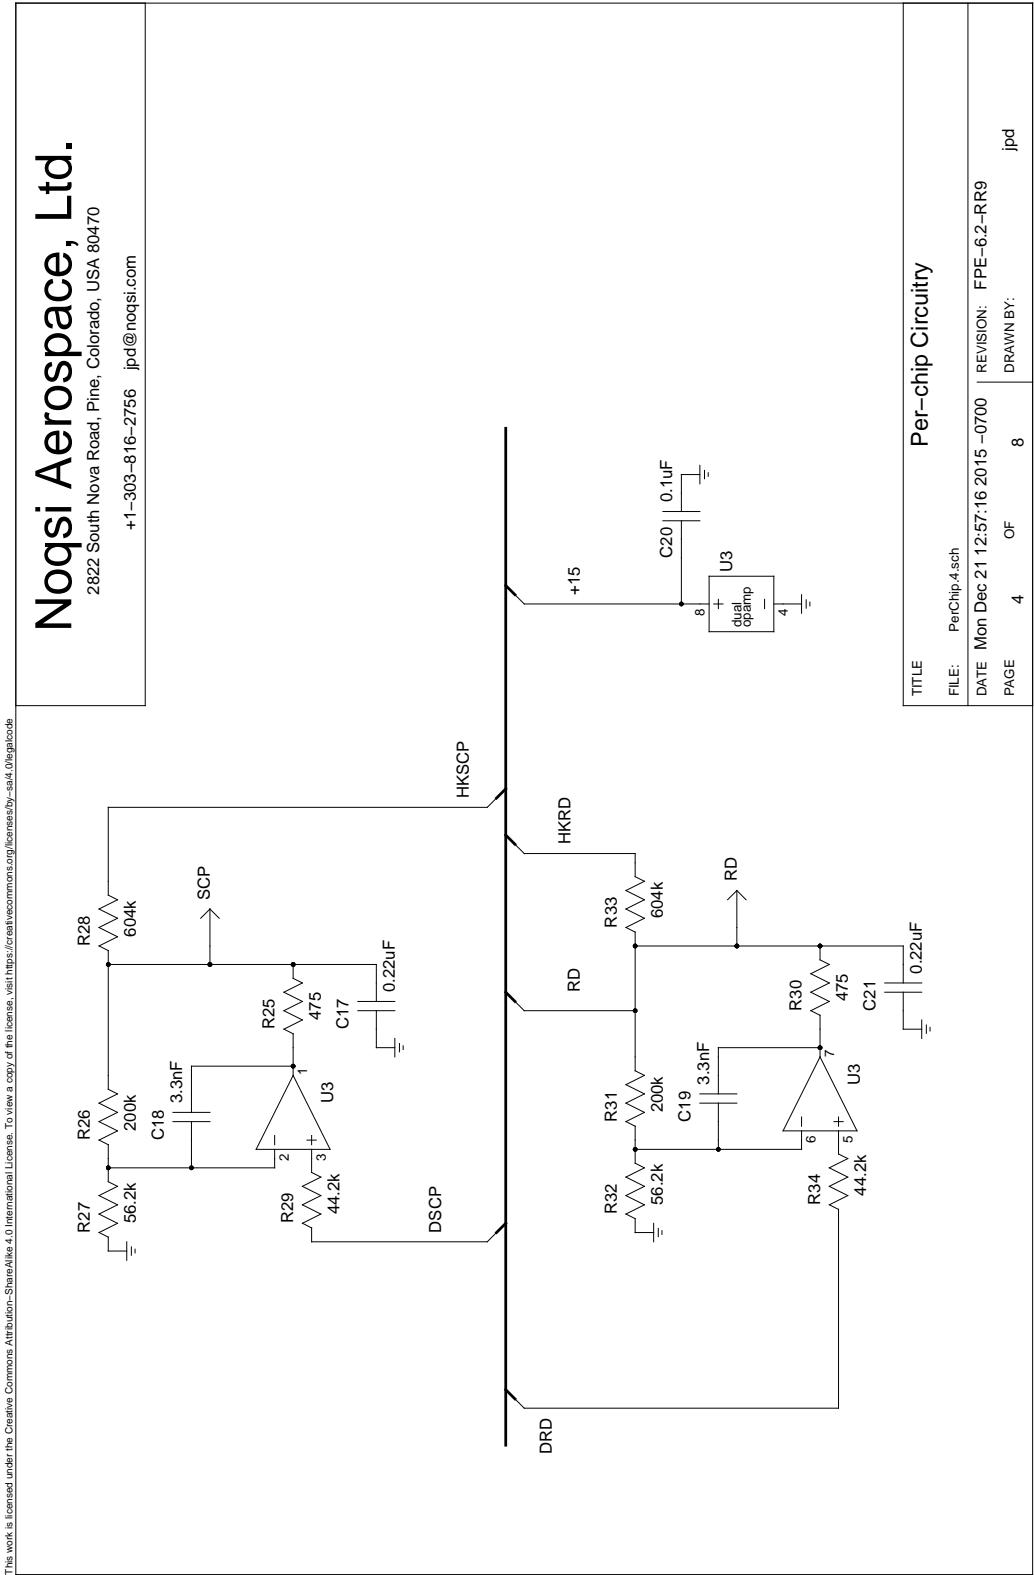 This work is licensed under the Creative Commons Attribution−ShareAlike 4.0 International License. To view a copy of the license, visit https://creativecommons.org/licenses/by−sa/4.0/legalcode
Noqsi Aerospace, Ltd.
2822 South Nova Road, Pine, Colorado, USA 80470
+1−303−816−2756 jpd@noqsi.com
R27
56.2k
R26
200k
R28
604k
C18
3.3nF
SCP
2
3
−
+
1
U3
R25
475
R29
44.2k
C17
0.22uF
DSCP
HKSCP
DRD
RD
HKRD
+15
R32
56.2k
R31
200k
R33
604k
C19
3.3nF
RD
6
5
−
+
7
U3
R30
475
R34
44.2k
C21
0.22uF
C20
0.1uF
U3
8
+
dual
opamp
−
4
TITLE
Per−chip Circuitry
FILE: PerChip.4.sch
DATE Mon Dec 21 12:57:16 2015 −0700
REVISION: FPE−6.2−RR9
PAGE 4 OF 8
DRAWN BY: jpd